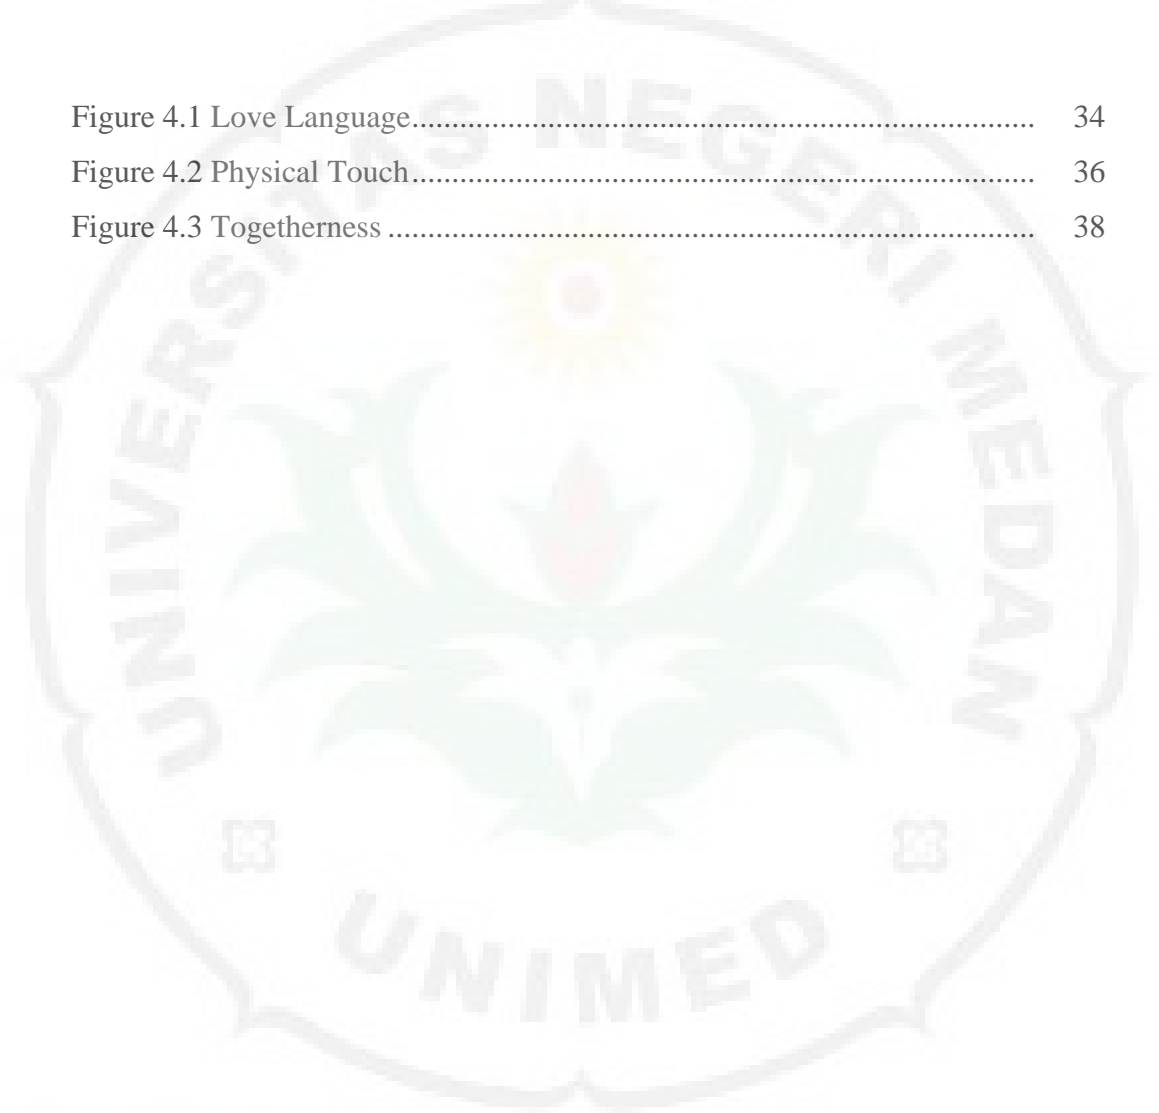 Figure 4.1 Love Language.............................................................................. 34
Figure 4.2 Physical Touch.............................................................................. 36
Figure 4.3 Togetherness ................................................................................. 38
UNIVERSITAS NEGERI MEDAN
UNIMED